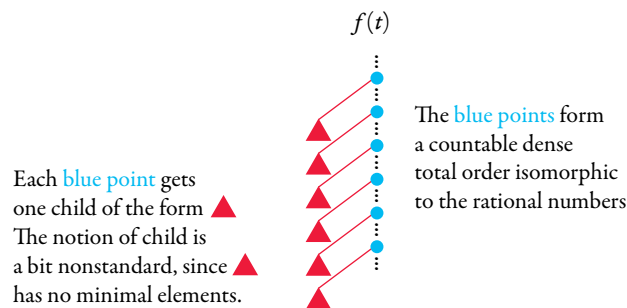 f(t)
The blue points form
a countable dense
total order isomorphic
to the rational numbers
Each blue point gets
one child of the form
The notion of child is
a bit nonstandard, since
has no minimal elements.